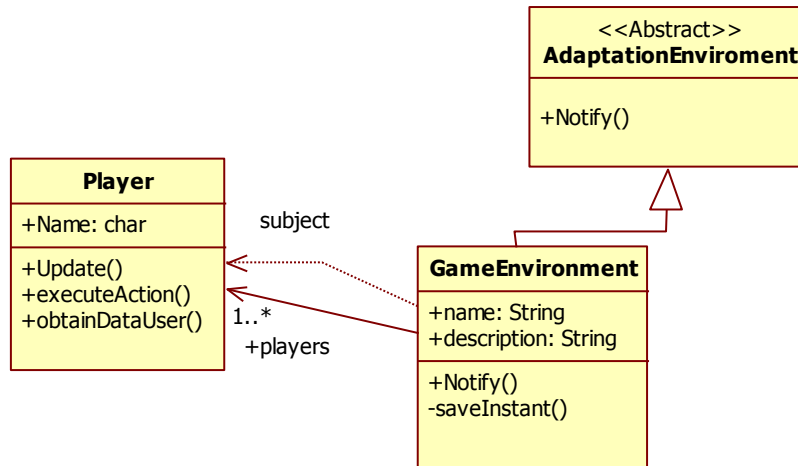 <<Abstract>>
AdaptationEnviroment
+Notify()
Player
+Name: char
+Update()
+executeAction()
+obtainDataUser()
subject
1..*
+players
GameEnvironment
+name: String
+description: String
+Notify()
-saveInstant()